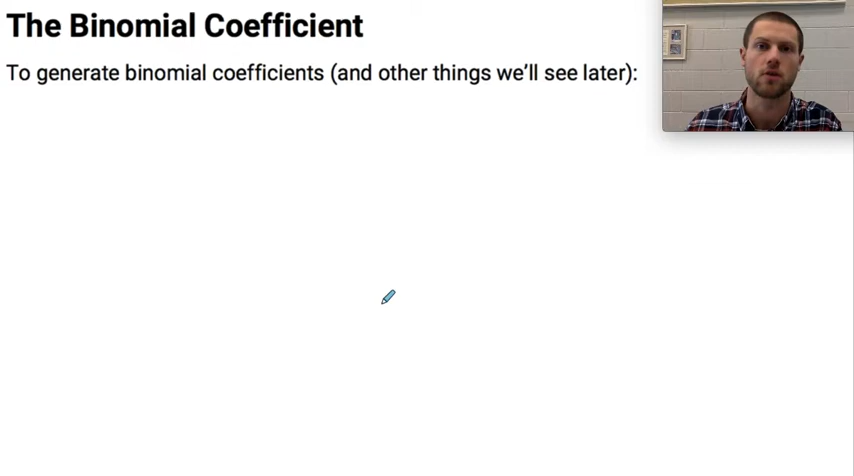 The Binomial Coefficient
To generate binomial coefficients (and other things we'll see later):